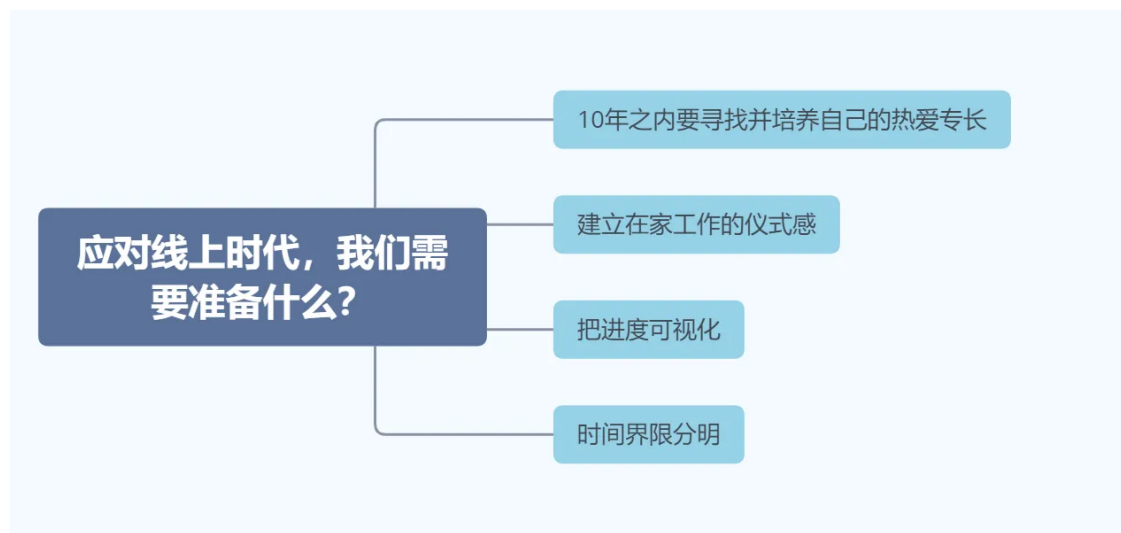 应对线上时代，我们需
要准备什么？
10年之内要寻找并培养自己的热爱专长
建立在家工作的仪式感
把进度可视化
时间界限分明